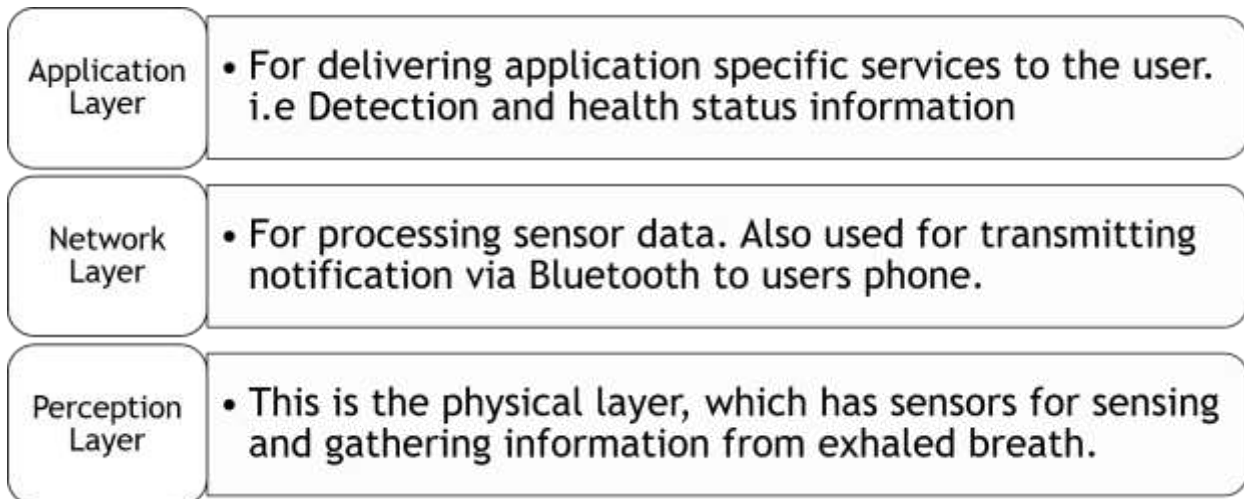 Application
Layer
• For delivering application specific services to the user.
i.e Detection and health status information
Network
Layer
• For processing sensor data. Also used for transmitting
notification via Bluetooth to users phone.
Perception
Layer
• This is the physical layer, which has sensors for sensing
and gathering information from exhaled breath.